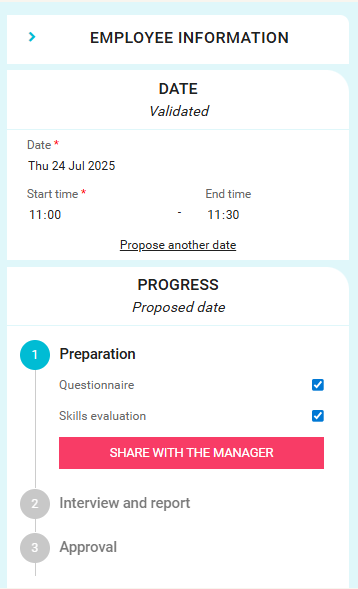 EMPLOYEE INFORMATION
DATE
Validated
Date *
Thu 24 Jul 2025
Start time * End time
11:00 - 11:30
Propose another date
PROGRESS
Proposed date
1 Preparation
Questionnaire
Skills evaluation
SHARE WITH THE MANAGER
2 Interview and report
3 Approval